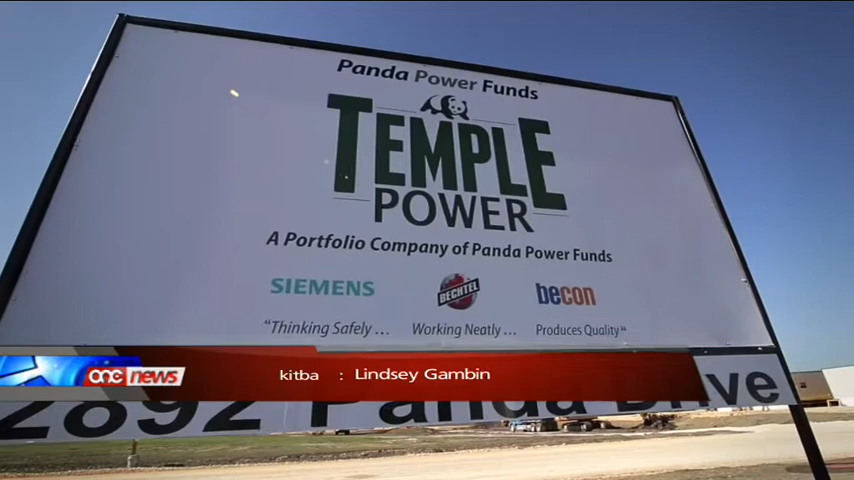 Panda Power Funds
TEMPLE
POWER
A Portfolio Company of Panda Power Funds
SIEMENS BECHTEL becon
"Thinking Safely ... Working Neatly ... Produces Quality"
one news
kitba : Lindsey Gambin
2892 Panda Drive